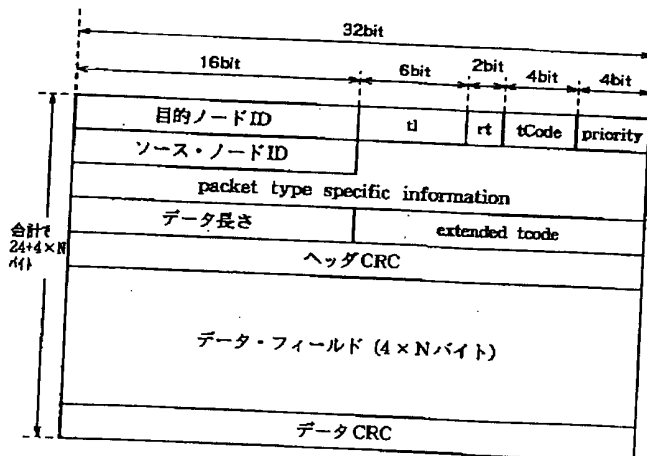 32bit
16bit 6bit 2bit 4bit 4bit
目的ノードID tl rt tCode priority
ソース・ノードID
packet type specific information
データ長さ extended tcode
合計で
24+4×N
バイト
ヘッダCRC
データ・フィールド (4×Nバイト)
データCRC